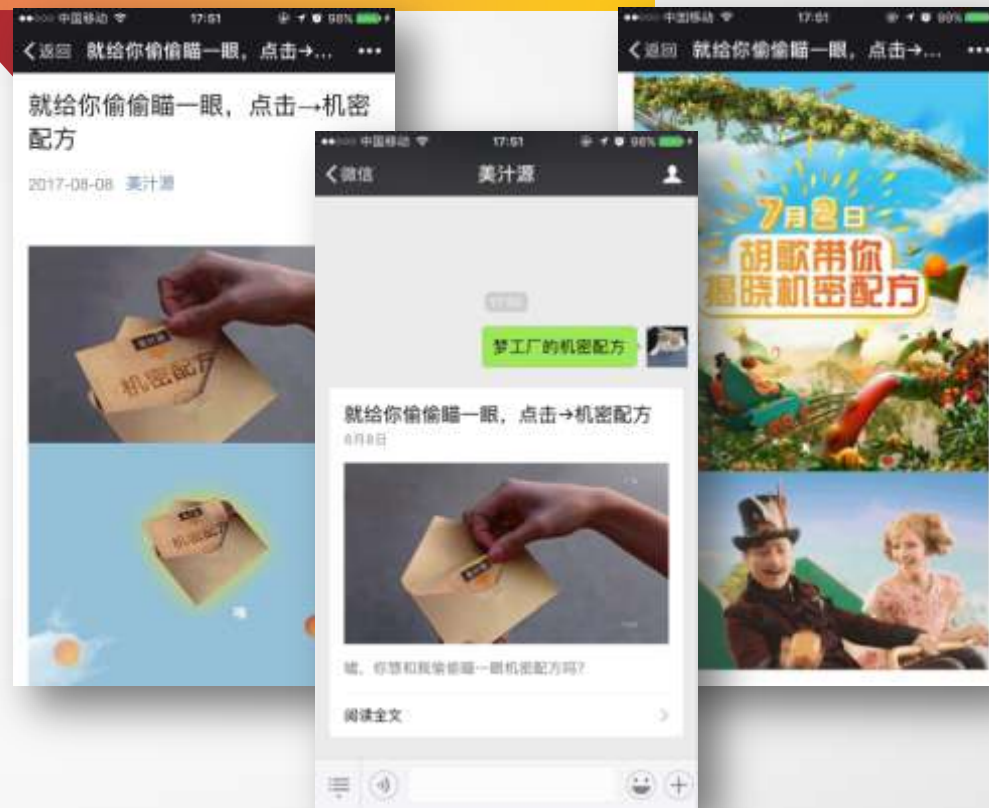 中国移动 17:51 98%
返回 就给你偷偷瞄一眼，点击→... •••
就给你偷偷瞄一眼，点击→机密
配方
2017-08-08 美汁源
机密配方
机密配
中国移动 17:51 98%
微信 美汁源
梦工厂的机密配方
就给你偷偷瞄一眼，点击→机密配方
8月8日
嘘，你想和我偷偷瞄一眼机密配方吗？
阅读全文
中国移动 17:51 98%
返回 就给你偷偷瞄一眼，点击→... •••
7月2日
胡歌带你
揭晓机密配方